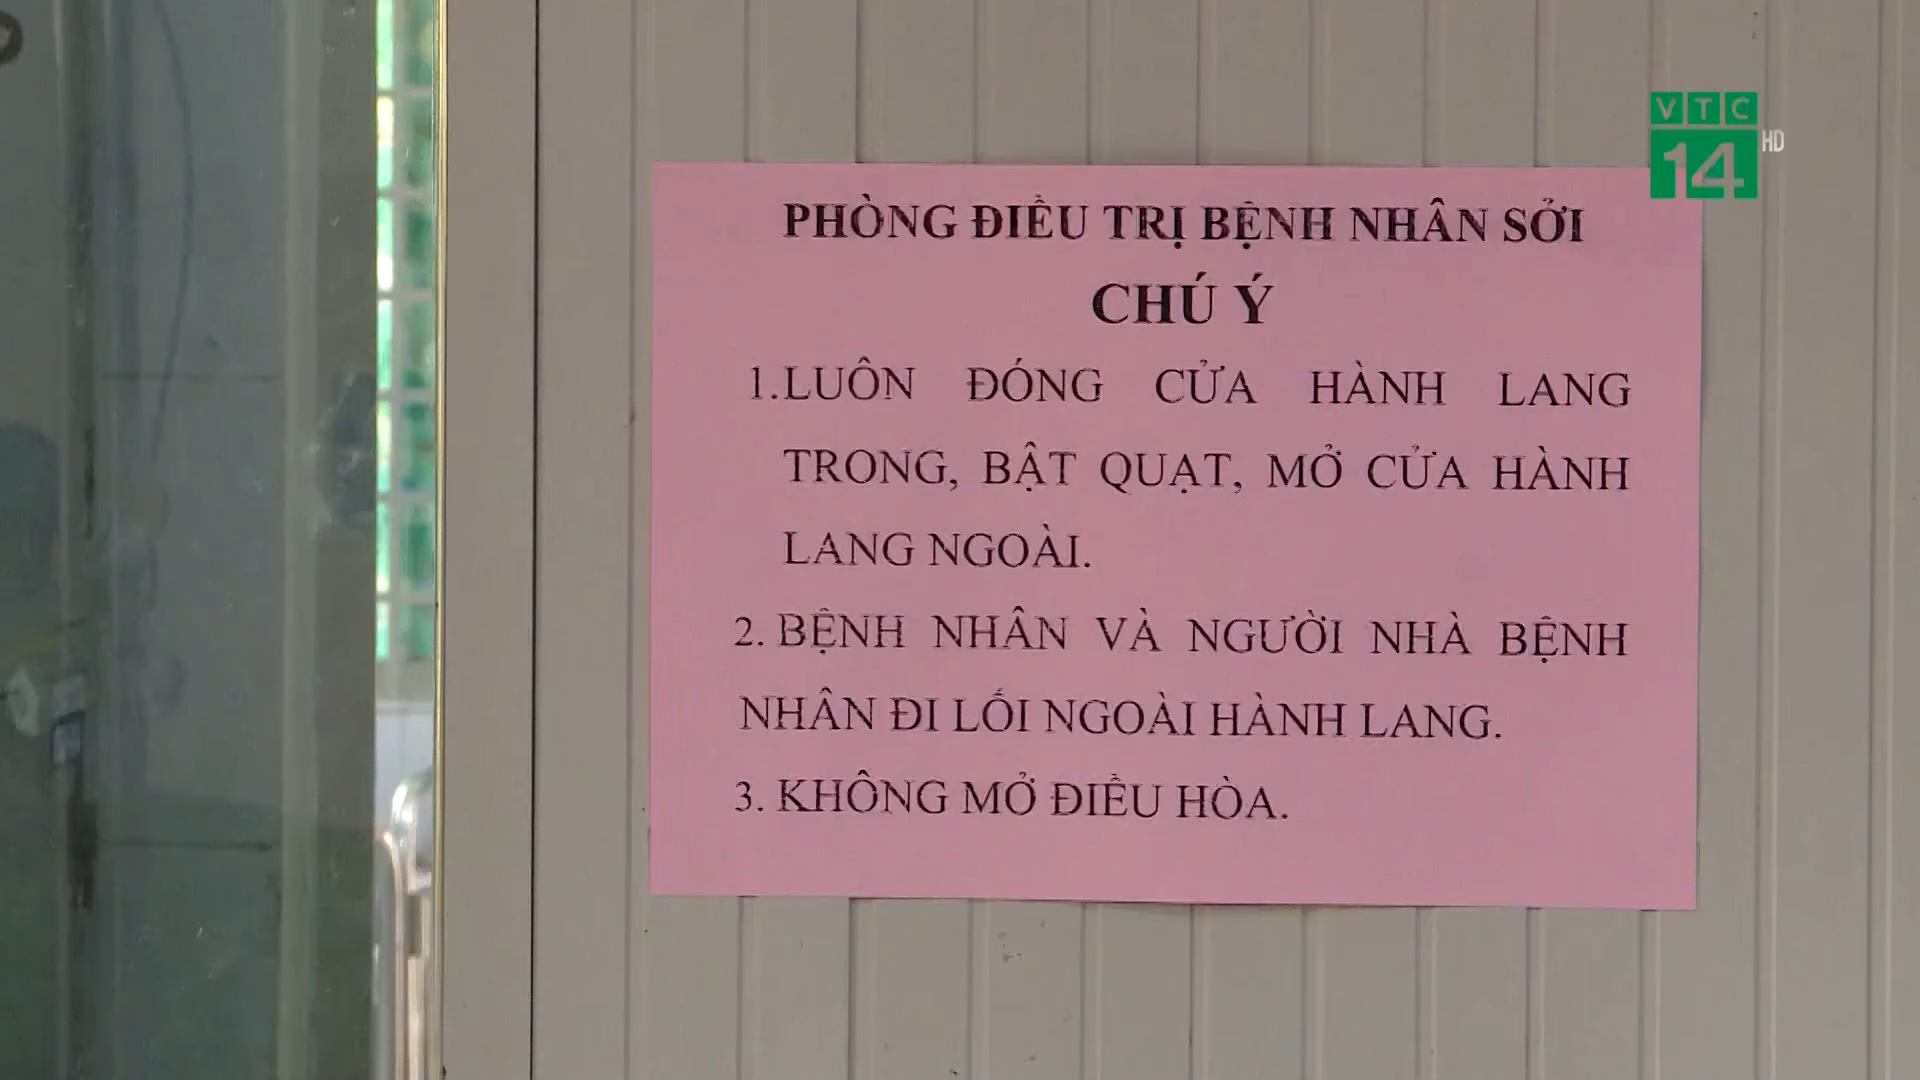 VTC
14 HD
PHÒNG ĐIỀU TRỊ BỆNH NHÂN SỞI
CHÚ Ý
1.LUÔN ĐÓNG CỬA HÀNH LANG
TRONG, BẬT QUẠT, MỞ CỬA HÀNH
LANG NGOÀI.
2. BỆNH NHÂN VÀ NGƯỜI NHÀ BỆNH
NHÂN ĐI LỐI NGOÀI HÀNH LANG.
3. KHÔNG MỞ ĐIỀU HÒA.